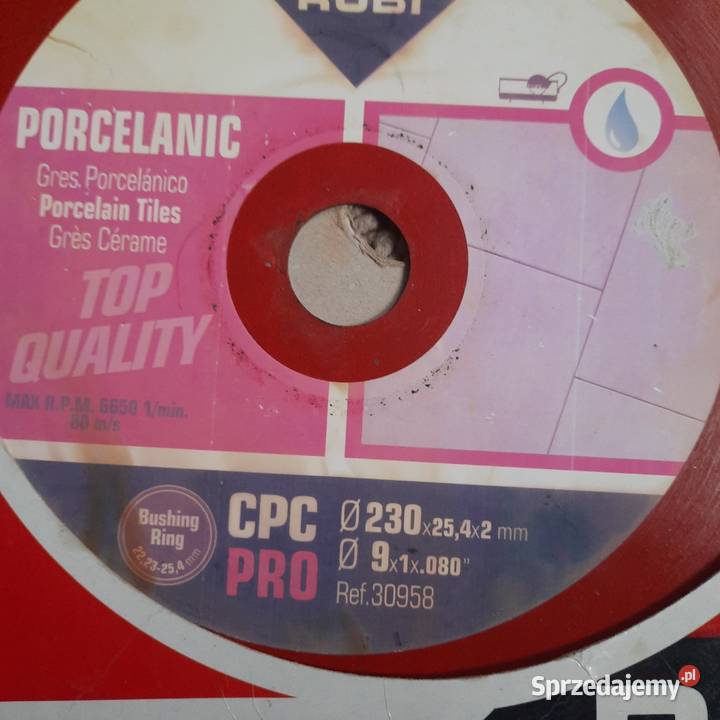 RUBI
PORCELANIC
Gres Porcelánico
Porcelain Tiles
Grès Cérame
TOP
QUALITY
MAX R.P.M. 6650 1/min.
80 m/s
Bushing
Ring
22,23-25,4 mm
CPC
PRO
Ø 230x25,4x2 mm
Ø 9x1x.080"
Ref.30958
Sprzedajemy.pl